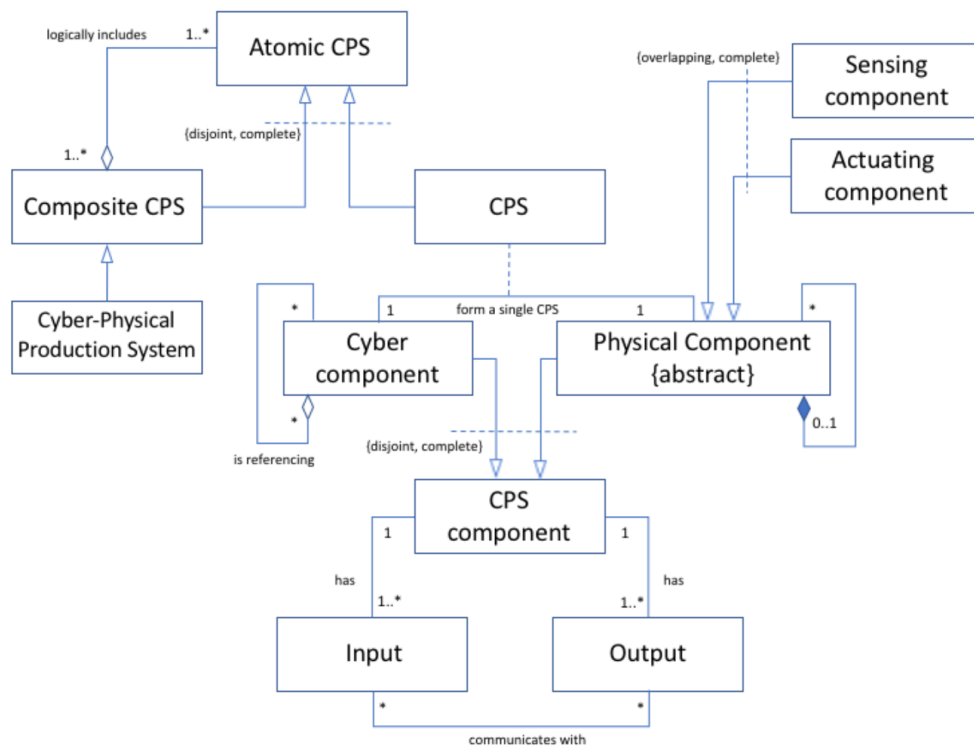 logically includes
1..*
Atomic CPS
{overlapping, complete}
Sensing
component
{disjoint, complete}
1..*
Actuating
component
Composite CPS
CPS
Cyber-Physical
Production System
*
1
form a single CPS
1
*
Cyber
component
Physical Component
{abstract}
*
0..1
is referencing
{disjoint, complete}
CPS
component
1
1
has
has
1..*
1..*
Input
Output
*
*
communicates with